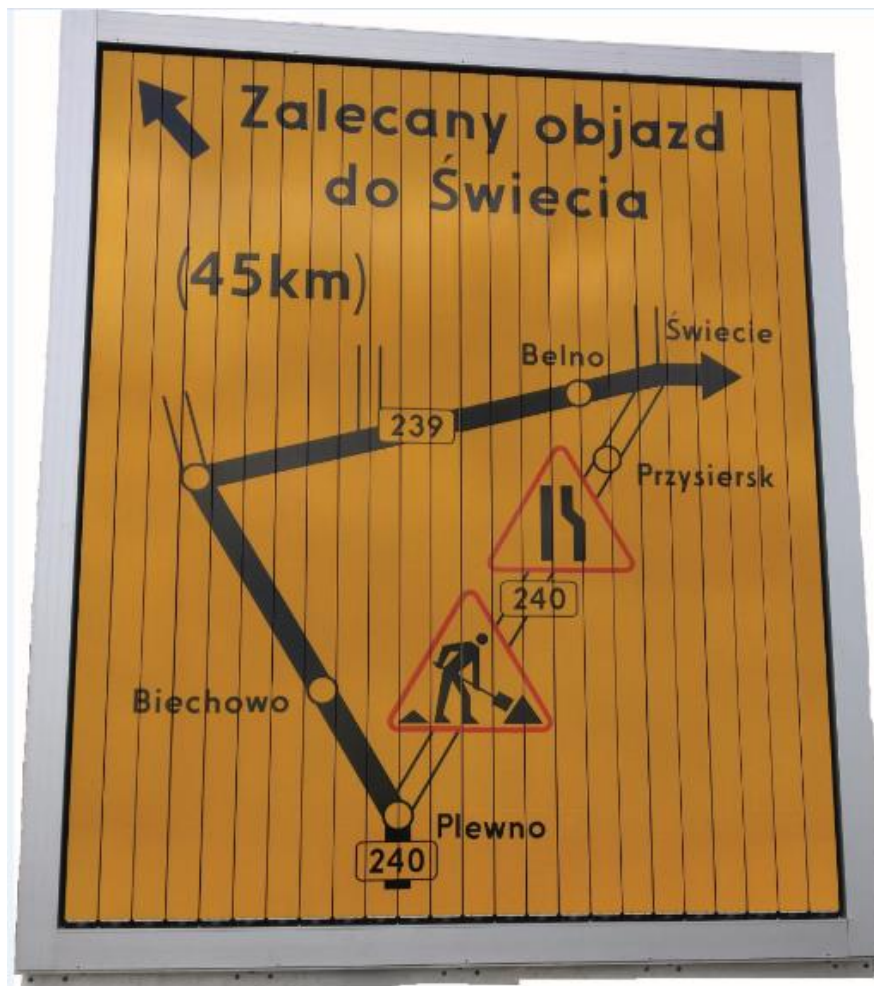 Zalecany objazd
do Świecia
(45km)
Świecie
Belno
239
Przysiersk
240
Biechowo
Plewno
240